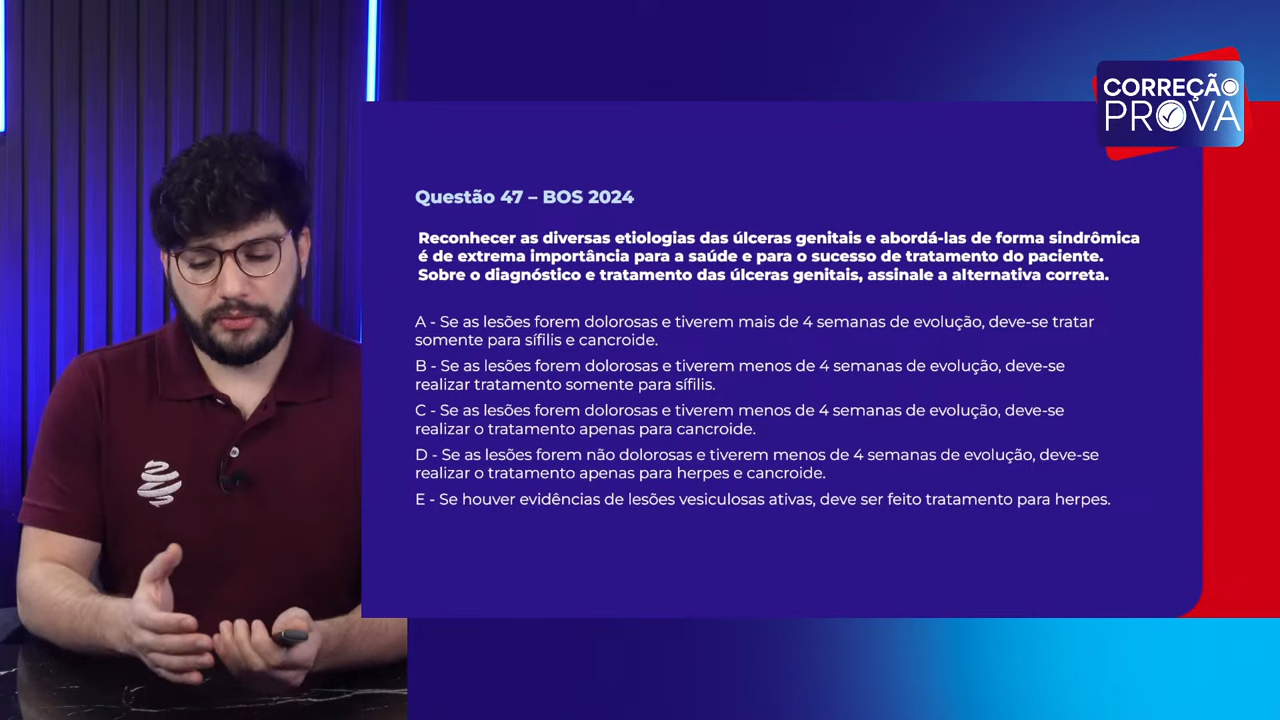 CORREÇÃO
PROVA
Questão 47 – BOS 2024
Reconhecer as diversas etiologias das úlceras genitais e abordá-las de forma sindrômica
é de extrema importância para a saúde e para o sucesso de tratamento do paciente.
Sobre o diagnóstico e tratamento das úlceras genitais, assinale a alternativa correta.
A - Se as lesões forem dolorosas e tiverem mais de 4 semanas de evolução, deve-se tratar
somente para sífilis e cancroide.
B - Se as lesões forem dolorosas e tiverem menos de 4 semanas de evolução, deve-se
realizar tratamento somente para sífilis.
C - Se as lesões forem dolorosas e tiverem menos de 4 semanas de evolução, deve-se
realizar o tratamento apenas para cancroide.
D - Se as lesões forem não dolorosas e tiverem menos de 4 semanas de evolução, deve-se
realizar o tratamento apenas para herpes e cancroide.
E - Se houver evidências de lesões vesiculosas ativas, deve ser feito tratamento para herpes.